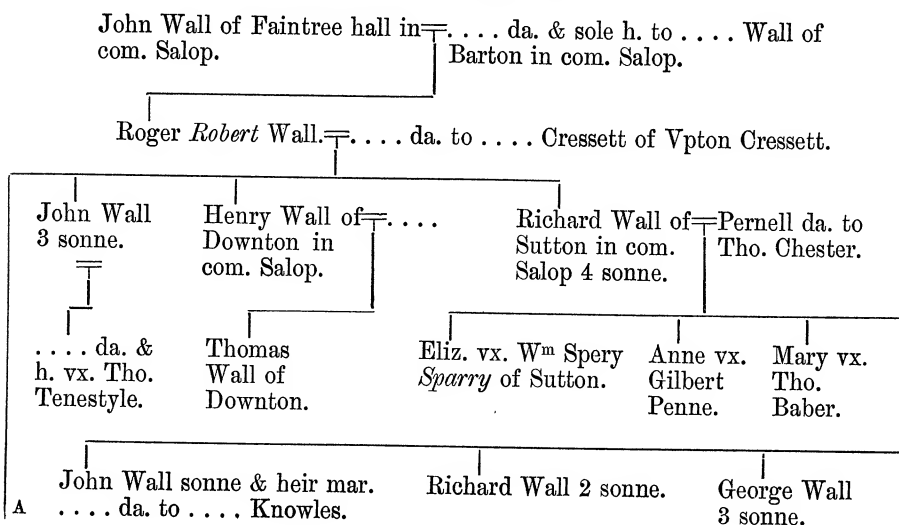 John Wall of Faintree hall in . . . . da. & sole h. to . . . . Wall of
com. Salop. Barton in com. Salop.
Roger Robert Wall. . . . . da. to . . . . Cressett of Vpton Cressett.
John Wall
3 sonne.
Henry Wall of . . . .
Downton in
com. Salop.
Richard Wall of
Sutton in com.
Salop 4 sonne.
Pernell da. to
Tho. Chester.
. . . . da. &
h. vx. Tho.
Tenestyle.
Thomas
Wall of
Downton.
Eliz. vx. Wᵐ Spery
Sparry of Sutton.
Anne vx.
Gilbert
Penne.
Mary vx.
Tho.
Baber.
John Wall sonne & heir mar.
. . . . da. to . . . . Knowles.
Richard Wall 2 sonne.
George Wall
3 sonne.
A